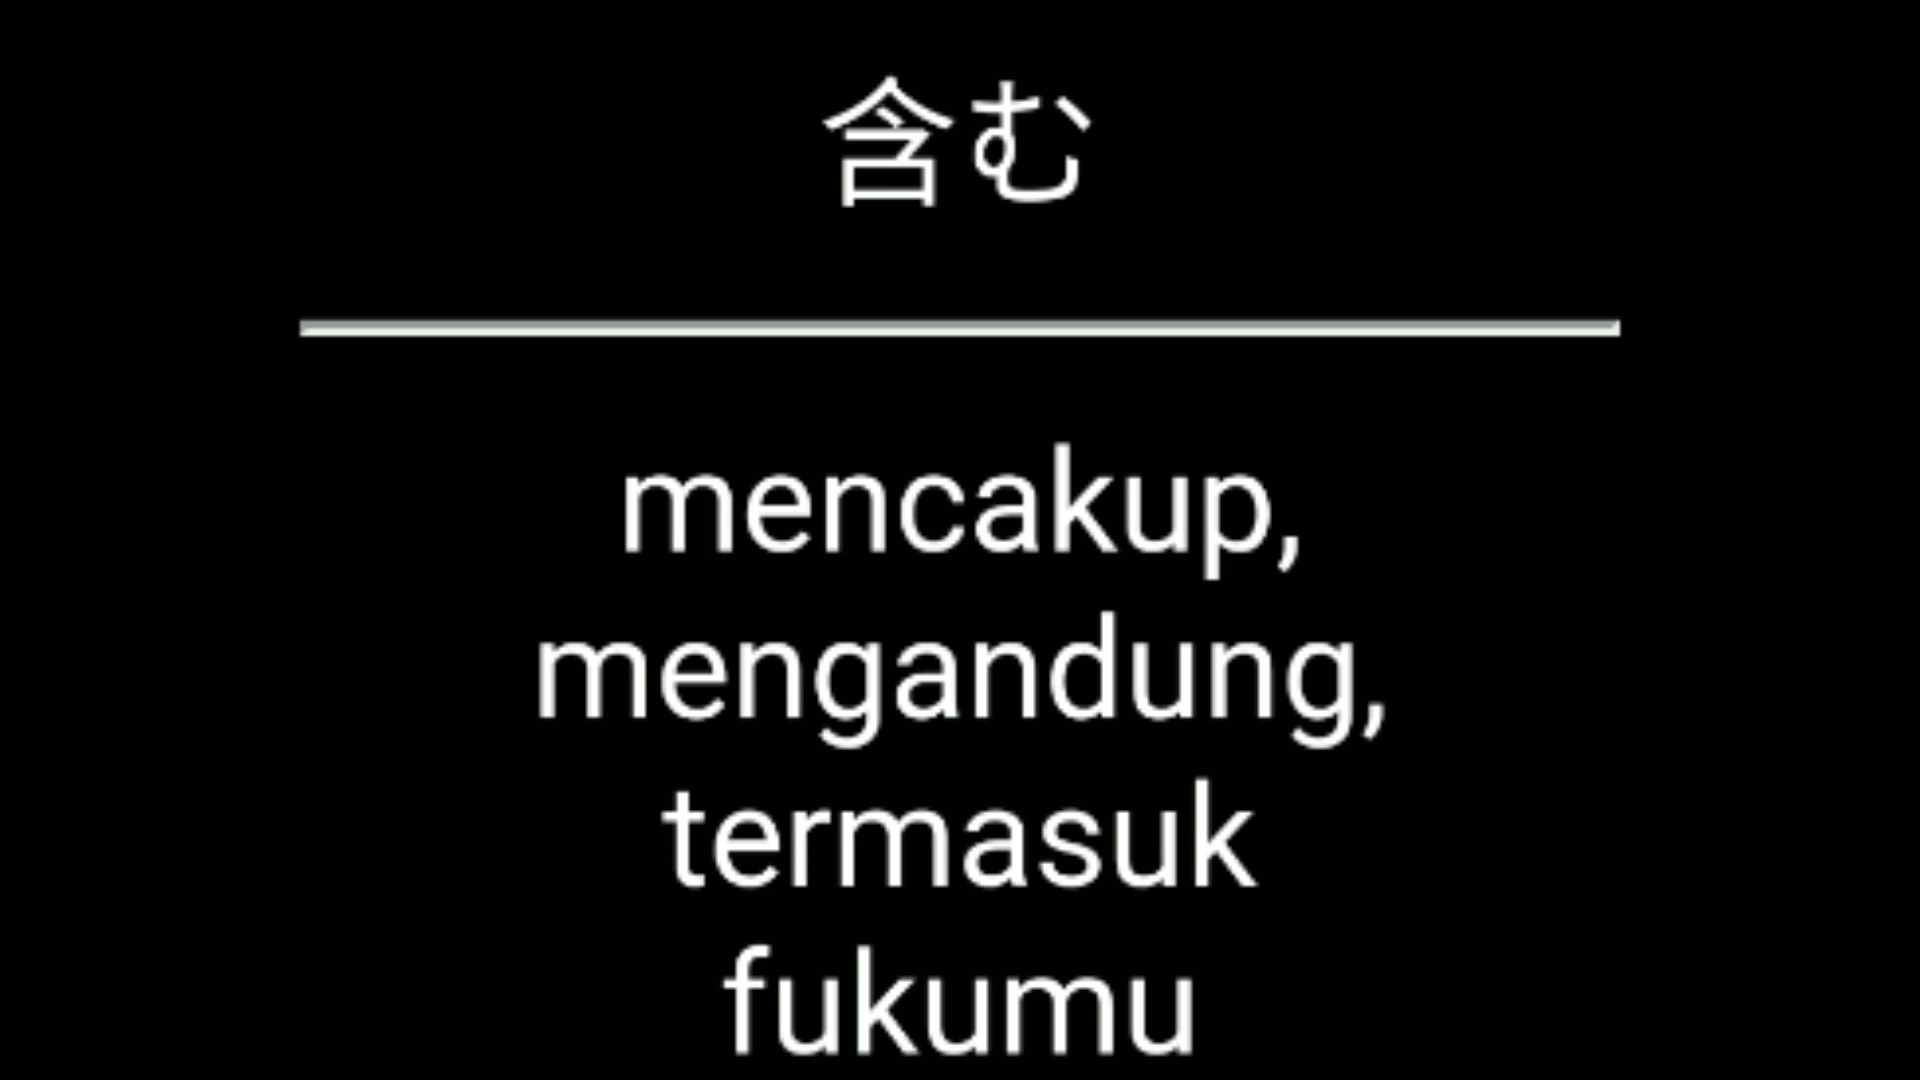 含む
mencakup,
mengandung,
termasuk
fukumu